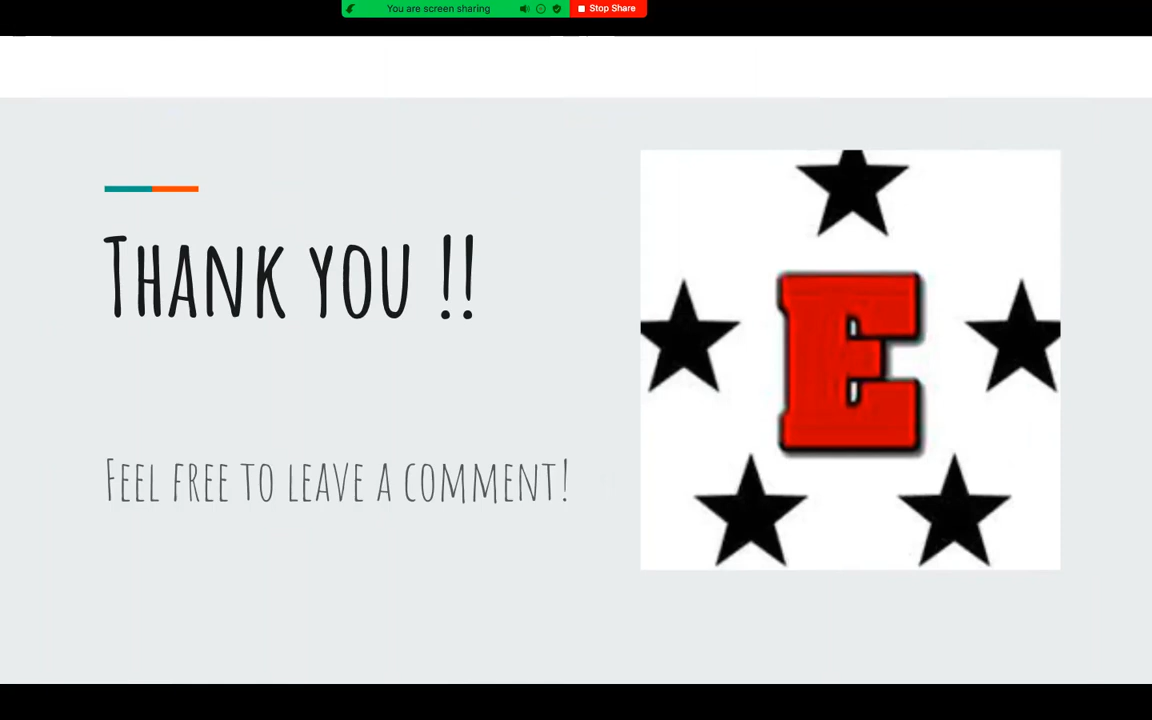 You are screen sharing
Stop Share
THANK YOU !!
E
FEEL FREE TO LEAVE A COMMENT!